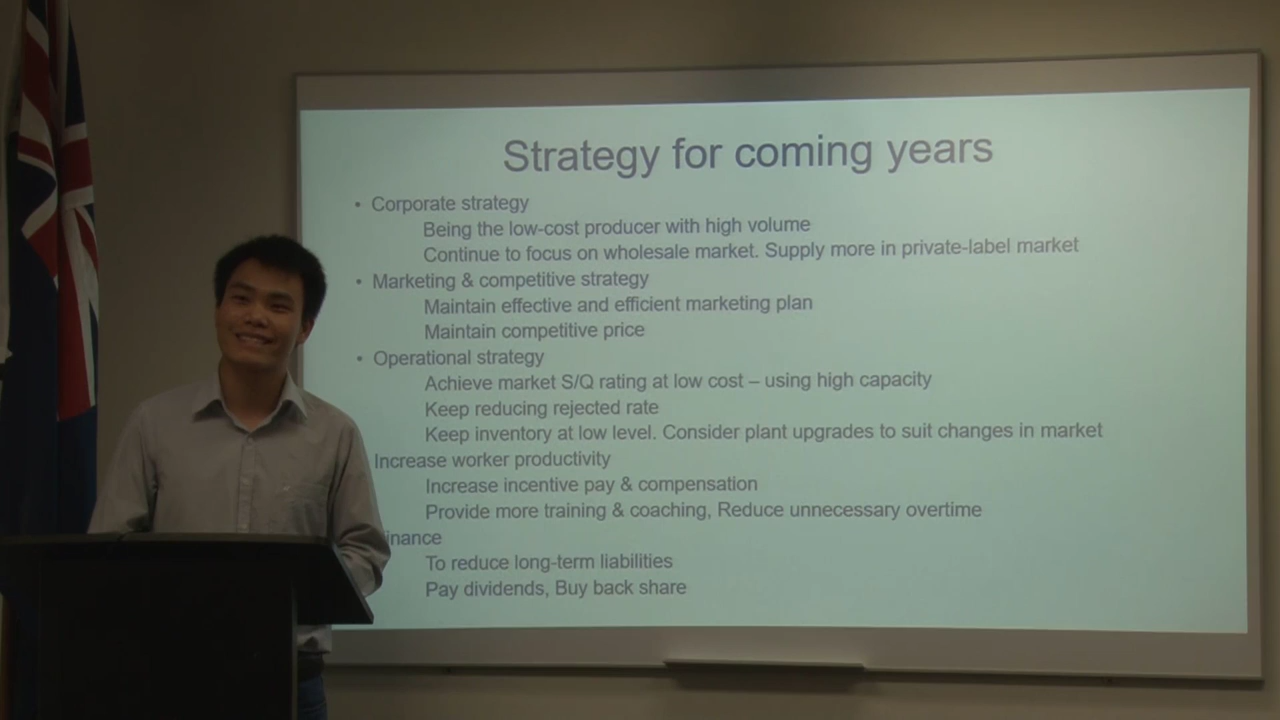 Strategy for coming years
• Corporate strategy
Being the low-cost producer with high volume
Continue to focus on wholesale market. Supply more in private-label market
• Marketing & competitive strategy
Maintain effective and efficient marketing plan
Maintain competitive price
• Operational strategy
Achieve market S/Q rating at low cost – using high capacity
Keep reducing rejected rate
Keep inventory at low level. Consider plant upgrades to suit changes in market
Increase worker productivity
Increase incentive pay & compensation
Provide more training & coaching, Reduce unnecessary overtime
inance
To reduce long-term liabilities
Pay dividends, Buy back share